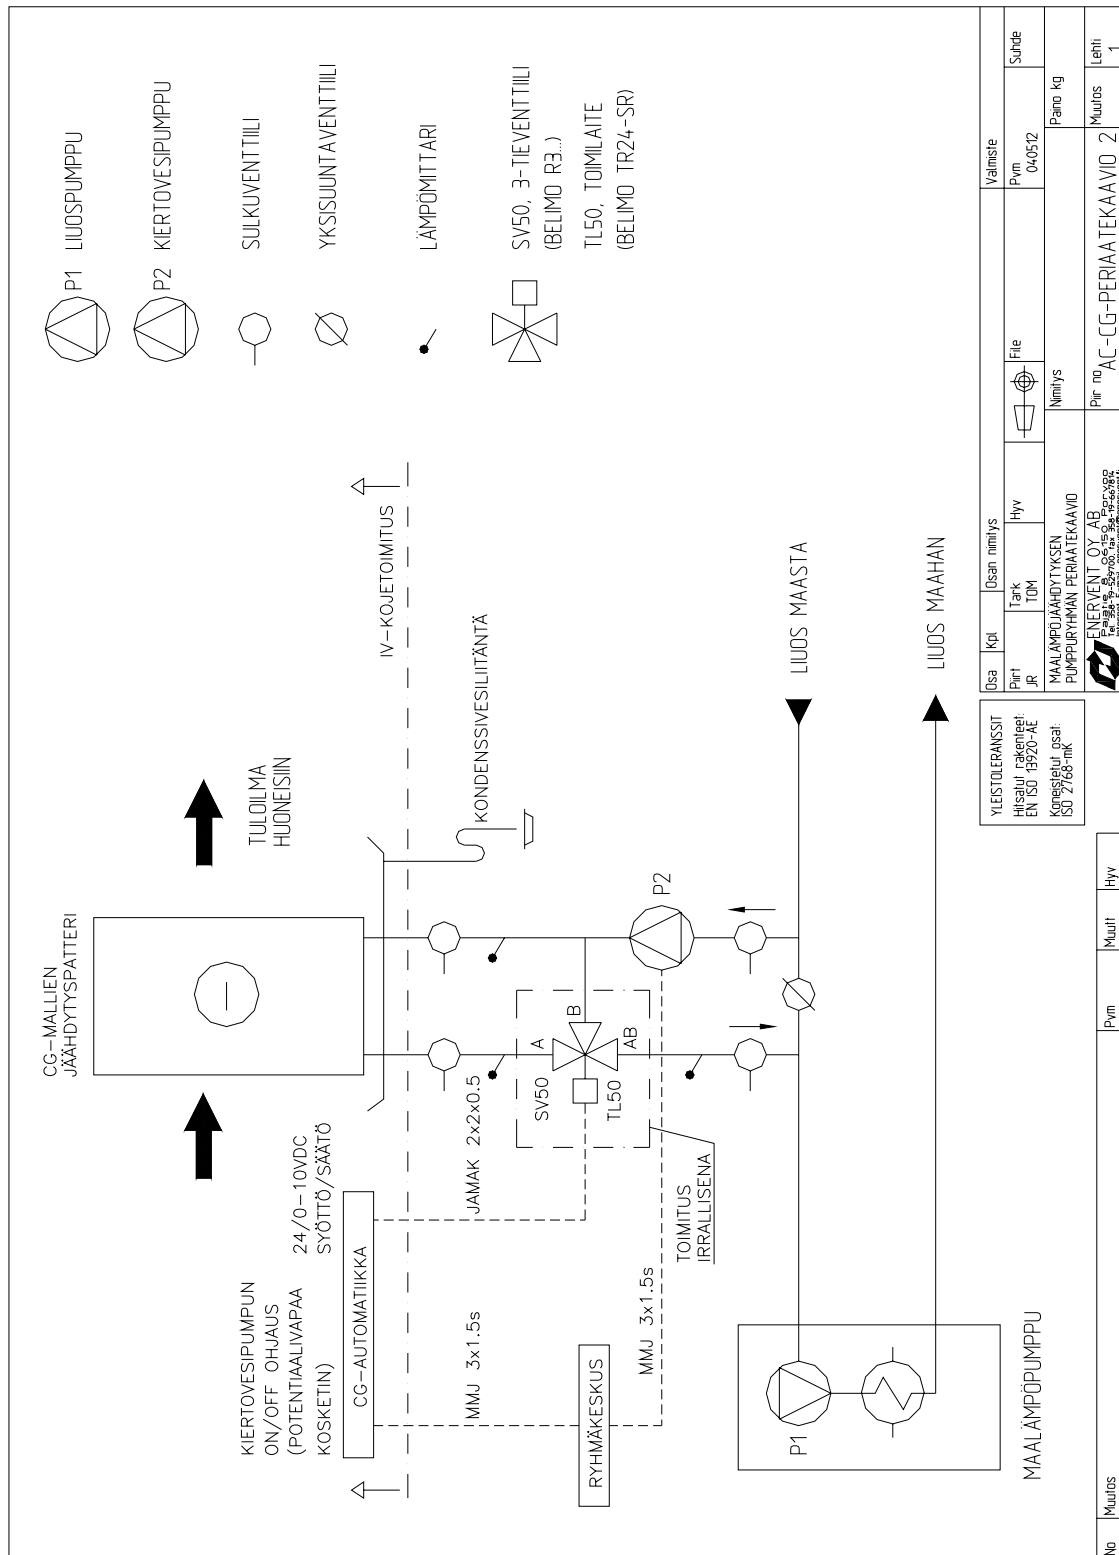 CG-MALLIEN
JÄÄHDYTYSPATTERI
TULOILMA
HUONEISIIN
KIERTOVESIPUMPUN
ON/OFF OHJAUS
(POTENTIAALIVAPAA
KOSKETIN)
24/0-10VDC
SYÖTTÖ/SÄÄTÖ
CG-AUTOMATIIKKA
IV-KOJETOIMITUS
MMJ 3x1.5s
JAMAK 2x2x0.5
KONDENSSIVESILIITÄNTÄ
SV50
A
B
AB
TL50
P2
RYHMÄKESKUS
MMJ 3x1.5s
TOIMITUS
IRRALLISENA
P1
MAALÄMPÖPUMPPU
LIUOS MAASTA
LIUOS MAAHAN
P1 LIUOSPUMPPU
P2 KIERTOVESIPUMPPU
SULKUVENTTIILI
YKSISUUNTAVENTTIILI
LÄMPÖMITTARI
SV50, 3-TIEVENTTIILI
(BELIMO R3...)
TL50, TOIMILAITE
(BELIMO TR24-SR)
YLEISTOLERANSSIT
Hitsatut rakenteet:
EN ISO 13920-AE
Koneistetut osat:
ISO 2768-mK
Osa Kpl Osan nimitys Valmiste
Piirt JR
Tark TOM
Hyv
File
Pvm 040512
Suhde
MAALÄMPÖJÄÄHDYTYKSEN
PUMPPURYHMÄN PERIAATEKAAVIO
Nimitys
Paino kg
ENERVENT OY AB
Piir no AC-CG-PERIAATEKAAVIO 2
Muutos
Lehti 1
No Muutos Pvm Muutt Hyv